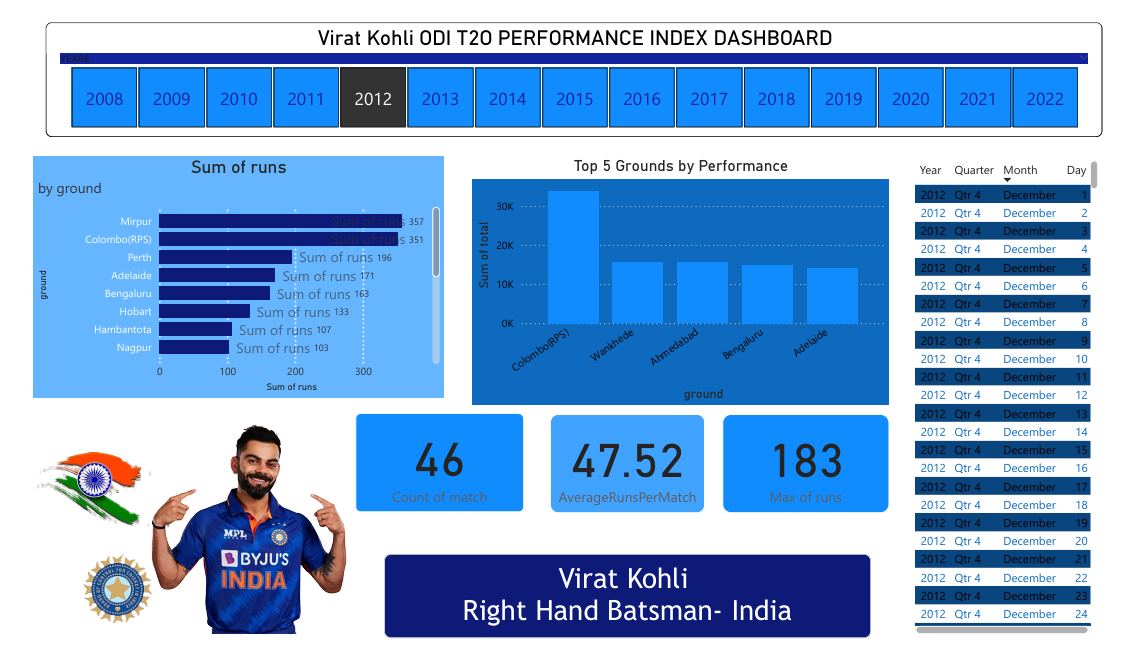 Virat Kohli ODI T20 PERFORMANCE INDEX DASHBOARD
YEARS
2008 2009 2010 2011 2012 2013 2014 2015 2016 2017 2018 2019 2020 2021 2022
Sum of runs
by ground
ground
Mirpur Sum of runs 357
Colombo(RPS) Sum of runs 351
Perth Sum of runs 196
Adelaide Sum of runs 171
Bengaluru Sum of runs 163
Hobart Sum of runs 133
Hambantota Sum of runs 107
Nagpur Sum of runs 103
0 100 200 300
Sum of runs
Top 5 Grounds by Performance
Sum of total
30K
20K
10K
0K
Colombo(RPS) Wankhede Ahmedabad Bengaluru Adelaide
ground
Year Quarter Month Day
2012 Qtr 4 December 1
2012 Qtr 4 December 2
2012 Qtr 4 December 3
2012 Qtr 4 December 4
2012 Qtr 4 December 5
2012 Qtr 4 December 6
2012 Qtr 4 December 7
2012 Qtr 4 December 8
2012 Qtr 4 December 9
2012 Qtr 4 December 10
2012 Qtr 4 December 11
2012 Qtr 4 December 12
2012 Qtr 4 December 13
2012 Qtr 4 December 14
2012 Qtr 4 December 15
2012 Qtr 4 December 16
2012 Qtr 4 December 17
2012 Qtr 4 December 18
2012 Qtr 4 December 19
2012 Qtr 4 December 20
2012 Qtr 4 December 21
2012 Qtr 4 December 22
2012 Qtr 4 December 23
2012 Qtr 4 December 24
46
Count of match
47.52
AverageRunsPerMatch
183
Max of runs
MPL
BYJU'S
INDIA
Virat Kohli
Right Hand Batsman- India